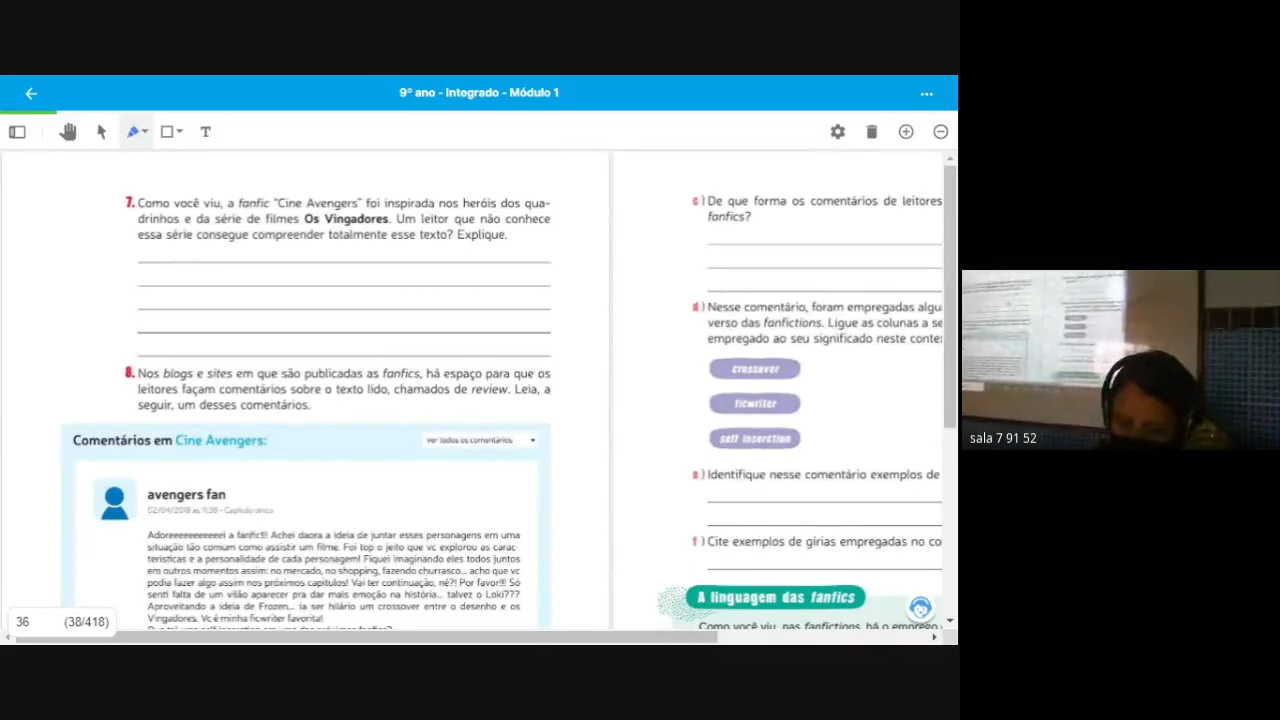 9º ano - Integrado - Módulo 1
T
7. Como você viu, a fanfic "Cine Avengers" foi inspirada nos heróis dos qua-
drinhos e da série de filmes Os Vingadores. Um leitor que não conhece
essa série consegue compreender totalmente esse texto? Explique.
8. Nos blogs e sites em que são publicadas as fanfics, há espaço para que os
leitores façam comentários sobre o texto lido, chamados de review. Leia, a
seguir, um desses comentários.
Comentários em Cine Avengers:
ver todos os comentários
avengers fan
02/04/2018 às 11:38 - Capítulo único
Adoreeeeeeeeeei a fanfic!!! Achei daora a ideia de juntar esses personagens em uma
situação tão comum como assistir um filme. Foi top o jeito que vc explorou as carac-
terísticas e a personalidade de cada personagem! Fiquei imaginando eles todos juntos
em outros momentos assim: no mercado, no shopping, fazendo churrasco... acho que vc
podia fazer algo assim nos próximos capítulos! Vai ter continuação, né?! Por favor!!! Só
senti falta de um vilão aparecer pra dar mais emoção na história... talvez o Loki???
Aproveitando a ideia de Frozen... ia ser hilário um crossover entre o desenho e os
Vingadores. Vc é minha ficwriter favorita!
36 (38/418)
c) De que forma os comentários de leitores
fanfics?
d) Nesse comentário, foram empregadas algu
verso das fanfictions. Ligue as colunas a se
empregado ao seu significado neste conte
crossover
ficwriter
self insertion
e) Identifique nesse comentário exemplos de
f) Cite exemplos de gírias empregadas no co
A linguagem das fanfics
Como você viu, nas fanfictions, há o emprego
sala 7 91 52